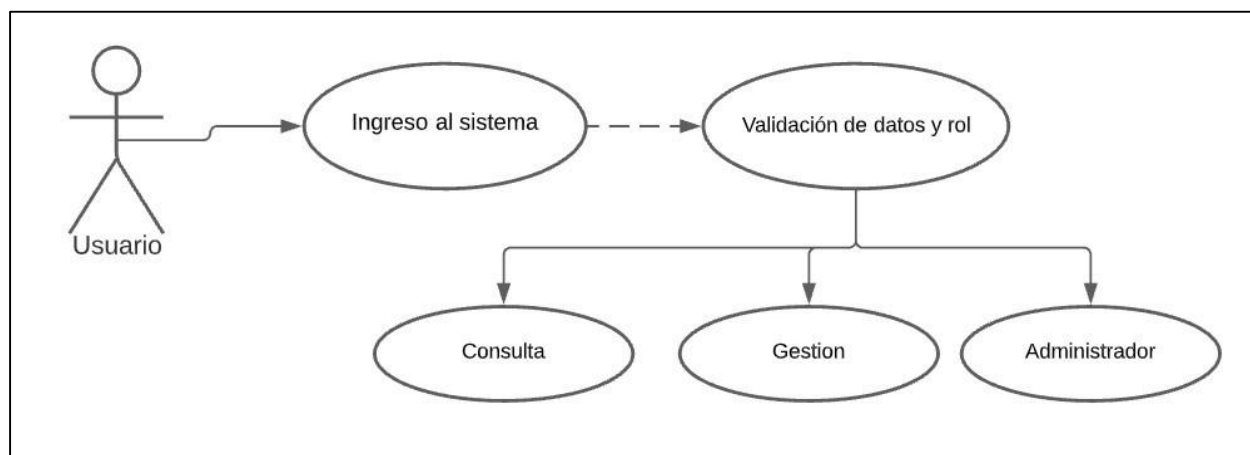 Ingreso al sistema
Validación de datos y rol
Usuario
Consulta
Gestion
Administrador